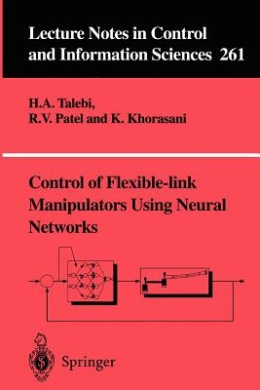 Lecture Notes in Control
and Information Sciences 261
H.A. Talebi,
R.V. Patel and K. Khorasani
Control of Flexible-link
Manipulators Using Neural
Networks
Springer